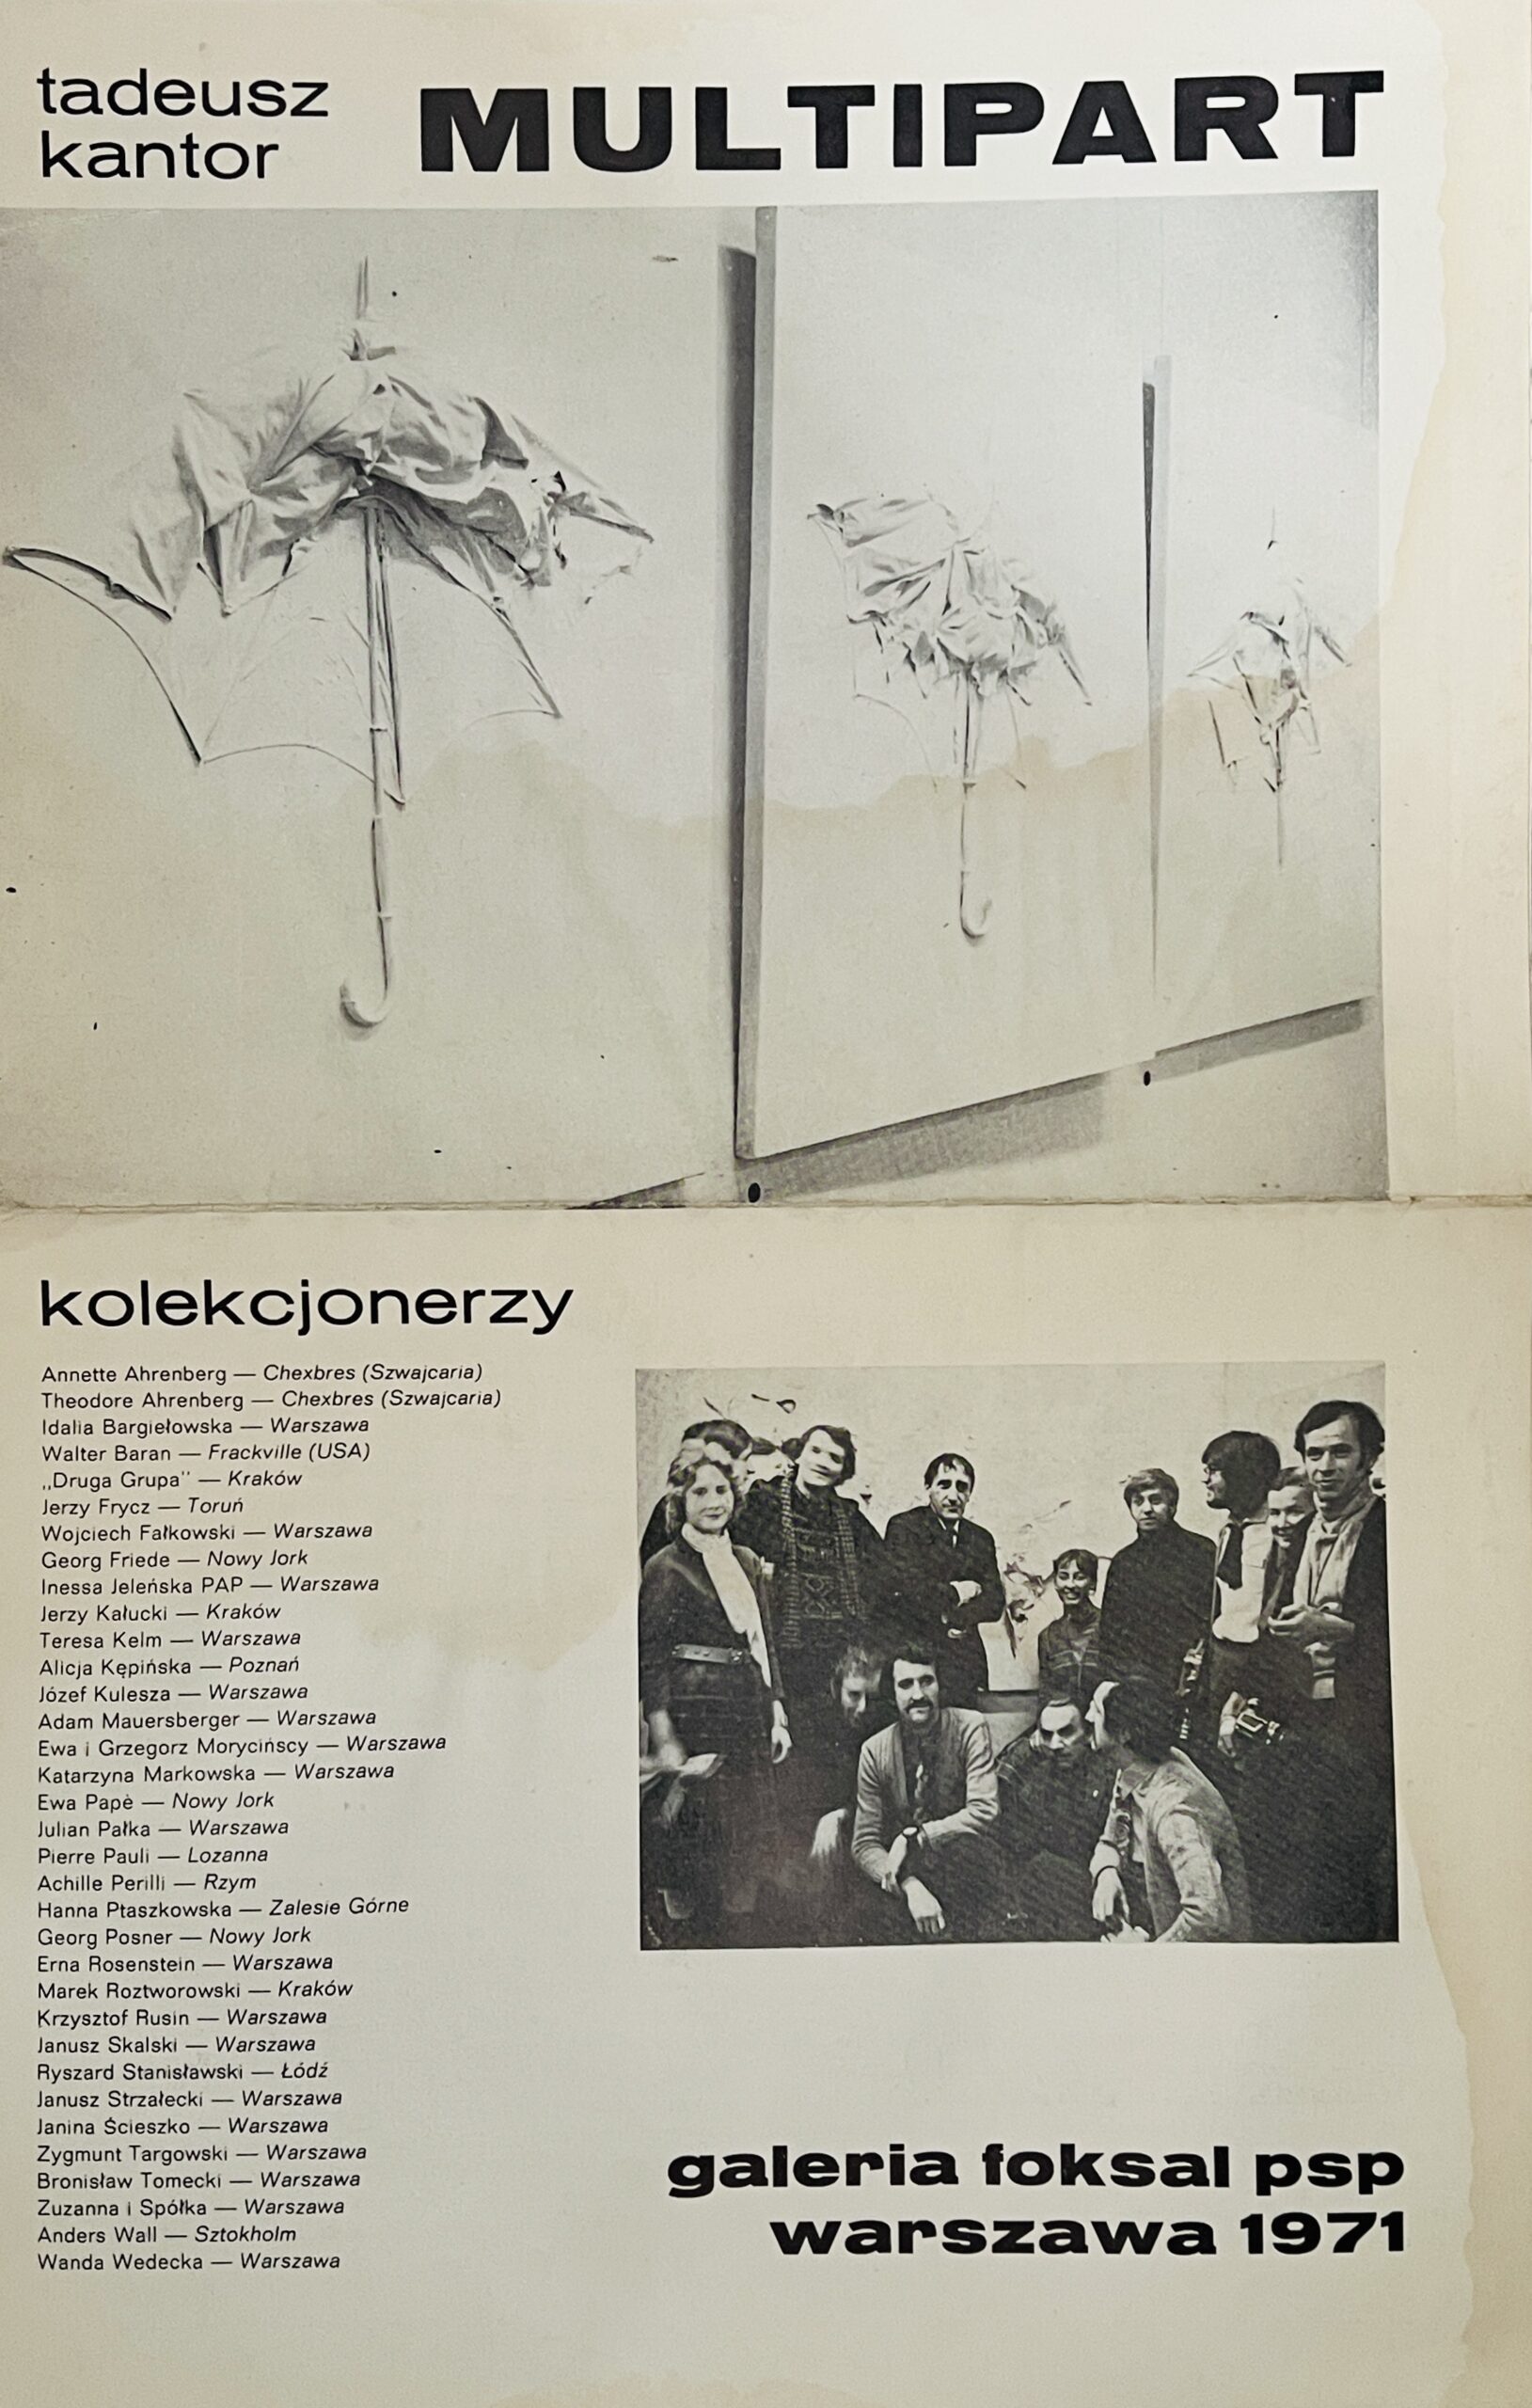 tadeusz
kantor
MULTIPART
kolekcjonerzy
Annette Ahrenberg — Chexbres (Szwajcaria)
Theodore Ahrenberg — Chexbres (Szwajcaria)
Idalia Bargiełowska — Warszawa
Walter Baran — Frackville (USA)
„Druga Grupa" — Kraków
Jerzy Frycz — Toruń
Wojciech Fałkowski — Warszawa
Georg Friede — Nowy Jork
Inessa Jeleńska PAP — Warszawa
Jerzy Kałucki — Kraków
Teresa Kelm — Warszawa
Alicja Kępińska — Poznań
Józef Kulesza — Warszawa
Adam Mauersberger — Warszawa
Ewa i Grzegorz Morycińscy — Warszawa
Katarzyna Markowska — Warszawa
Ewa Papè — Nowy Jork
Julian Pałka — Warszawa
Pierre Pauli — Lozanna
Achille Perilli — Rzym
Hanna Ptaszkowska — Zalesie Górne
Georg Posner — Nowy Jork
Erna Rosenstein — Warszawa
Marek Roztworowski — Kraków
Krzysztof Rusin — Warszawa
Janusz Skalski — Warszawa
Ryszard Stanisławski — Łódź
Janusz Strzałecki — Warszawa
Janina Ścieszko — Warszawa
Zygmunt Targowski — Warszawa
Bronisław Tomecki — Warszawa
Zuzanna i Spółka — Warszawa
Anders Wall — Sztokholm
Wanda Wedecka — Warszawa
galeria foksal psp
warszawa 1971